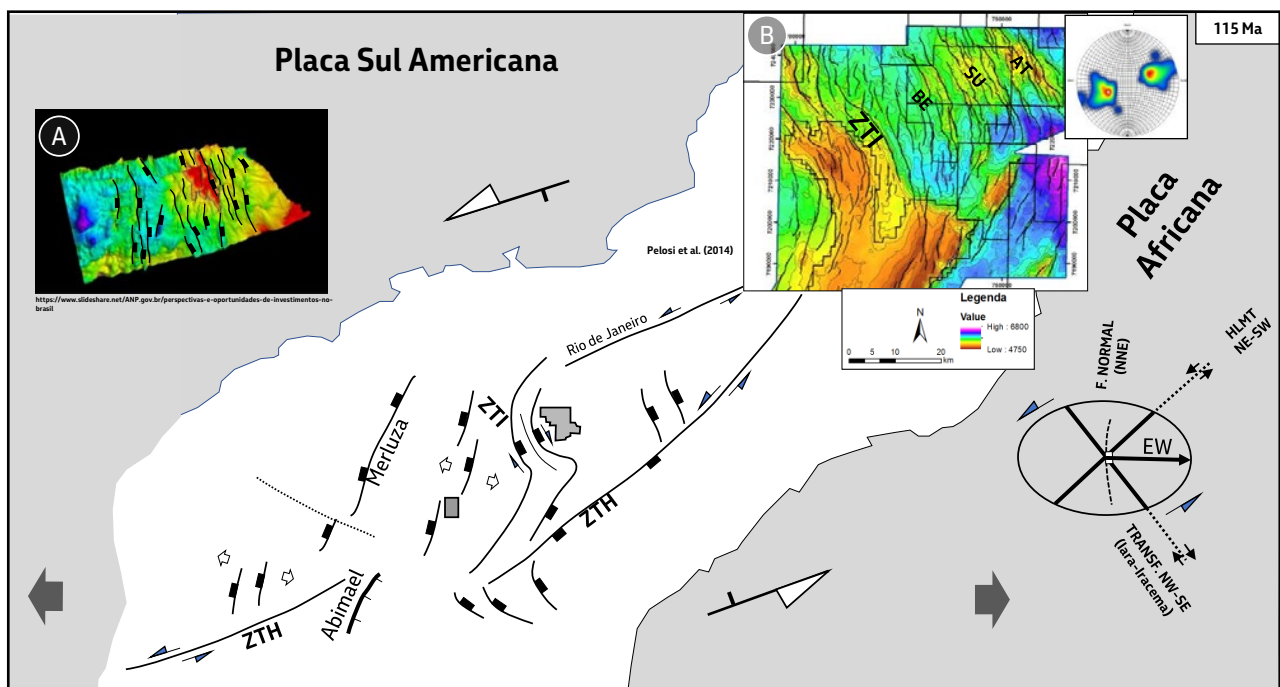 115 Ma
Placa Sul Americana
A
B
ZTI
BE
SU
AT
https://www.slideshare.net/ANP.gov.br/perspectivas-e-oportunidades-de-investimentos-no-
brasil
Pelosi et al. (2014)
Placa
Africana
Legenda
Value
High : 6800
Low : 4750
N
0 5 10 20
km
Rio de Janeiro
ZTI
Merluza
ZTH
ZTH
Abimael
F. NORMAL
(NNE)
HLMT
NE-SW
EW
TRANSF. NW-SE
(Iara-Iracema)